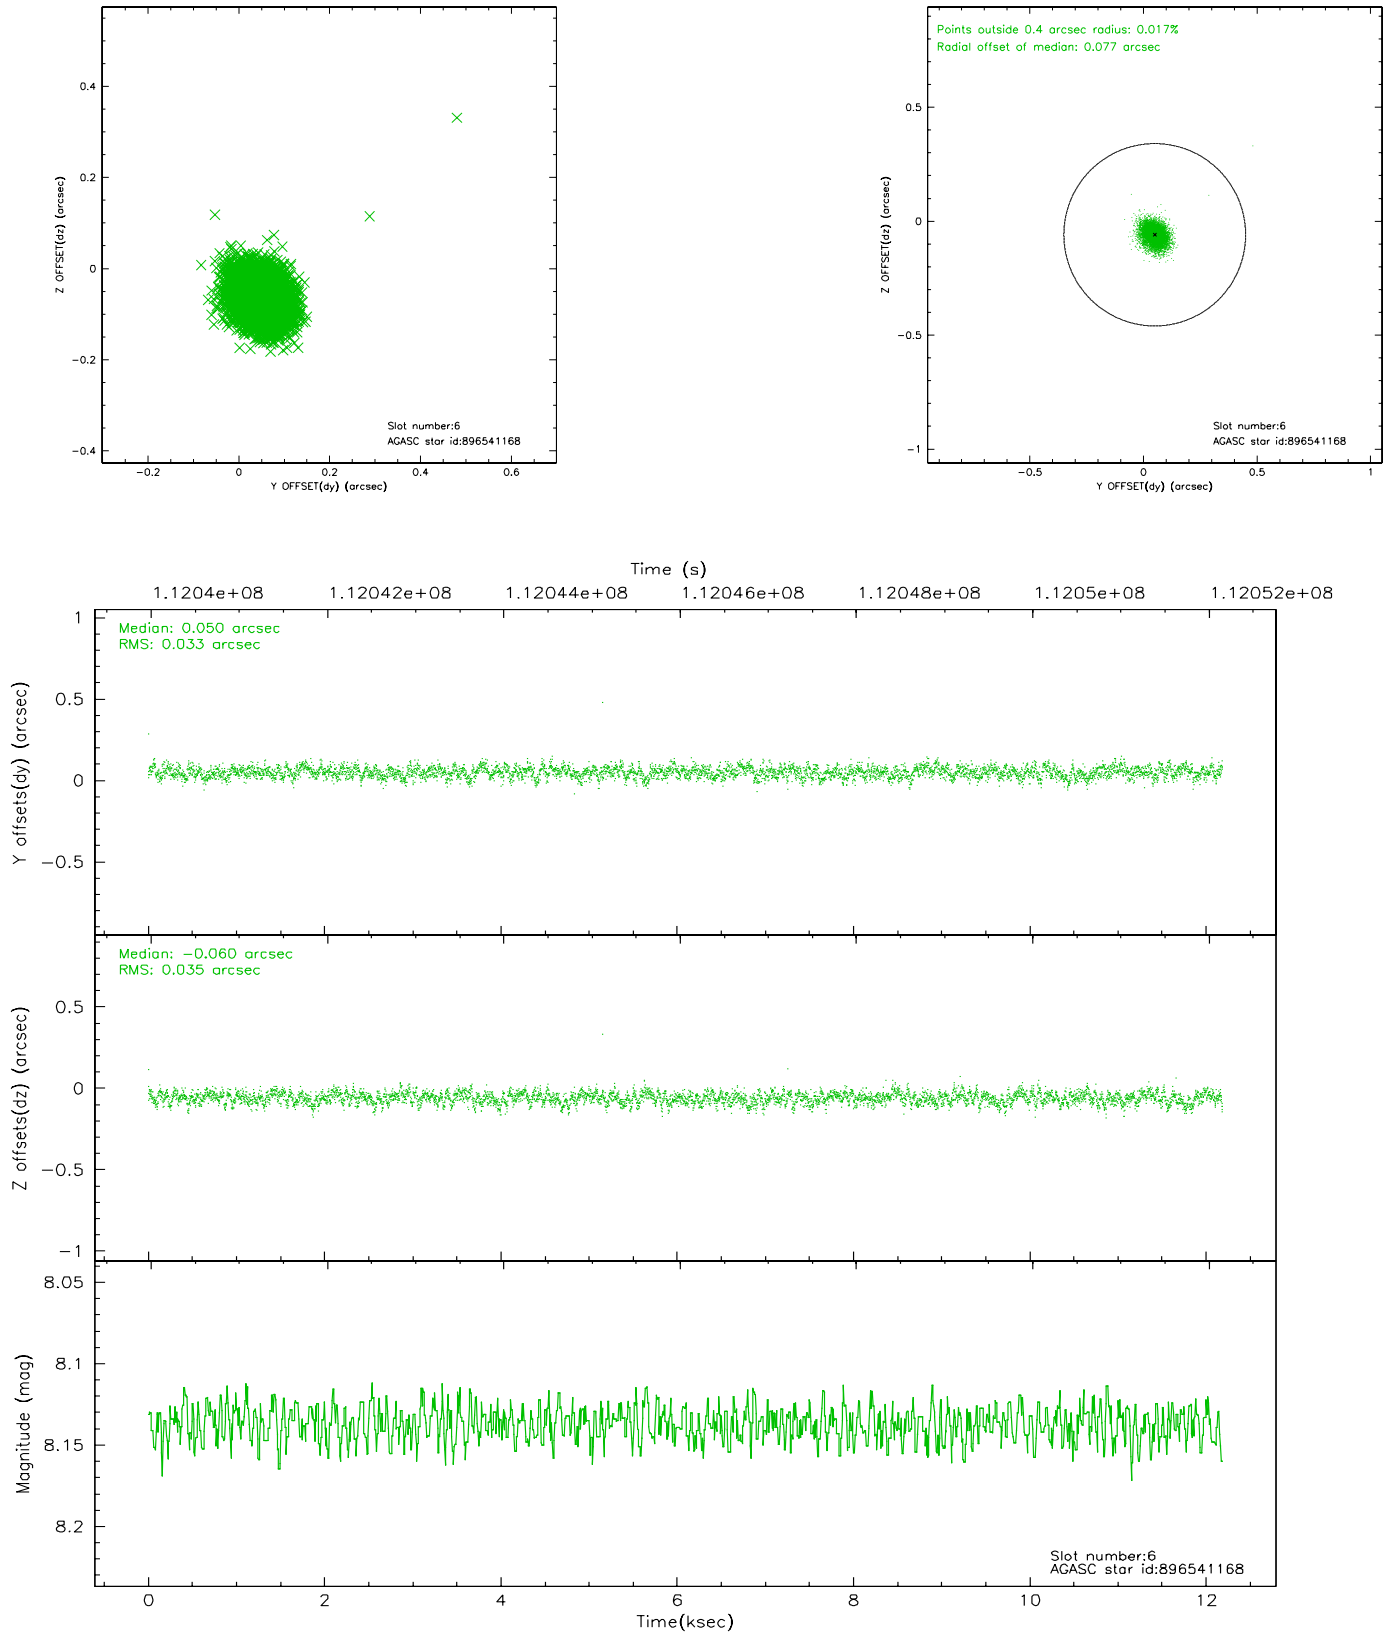 0.4
0.2
0
−0.2
−0.4
Z OFFSET(dz) (arcsec)
Slot number:6
AGASC star id:896541168
−0.2 0 0.2 0.4 0.6
Y OFFSET(dy) (arcsec)
Points outside 0.4 arcsec radius: 0.017%
Radial offset of median: 0.077 arcsec
0.5
0
−0.5
−1
Z OFFSET(dz) (arcsec)
Slot number:6
AGASC star id:896541168
−0.5 0 0.5 1
Y OFFSET(dy) (arcsec)
Time (s)
1.1204e+08 1.12042e+08 1.12044e+08 1.12046e+08 1.12048e+08 1.1205e+08 1.12052e+08
Median: 0.050 arcsec
RMS: 0.033 arcsec
1
0.5
0
−0.5
Y offsets(dy) (arcsec)
Median: −0.060 arcsec
RMS: 0.035 arcsec
0.5
0
−0.5
−1
Z offsets(dz) (arcsec)
8.05
8.1
8.15
8.2
Magnitude (mag)
Slot number:6
AGASC star id:896541168
0 2 4 6 8 10 12
Time(ksec)